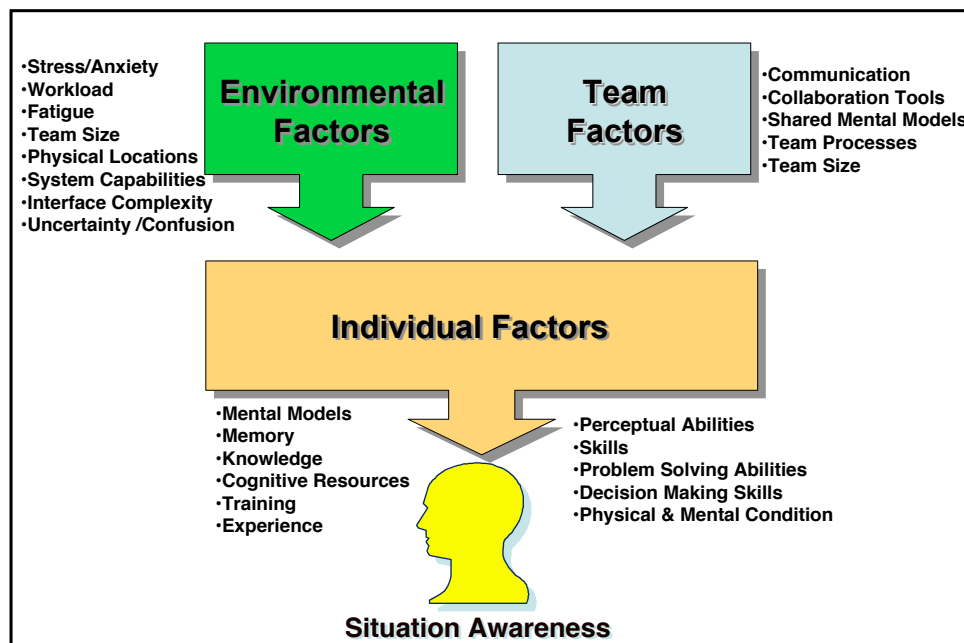 •Stress/Anxiety
•Workload
•Fatigue
•Team Size
•Physical Locations
•System Capabilities
•Interface Complexity
•Uncertainty /Confusion
Environmental
Factors
Team
Factors
•Communication
•Collaboration Tools
•Shared Mental Models
•Team Processes
•Team Size
Individual Factors
•Mental Models
•Memory
•Knowledge
•Cognitive Resources
•Training
•Experience
•Perceptual Abilities
•Skills
•Problem Solving Abilities
•Decision Making Skills
•Physical & Mental Condition
Situation Awareness